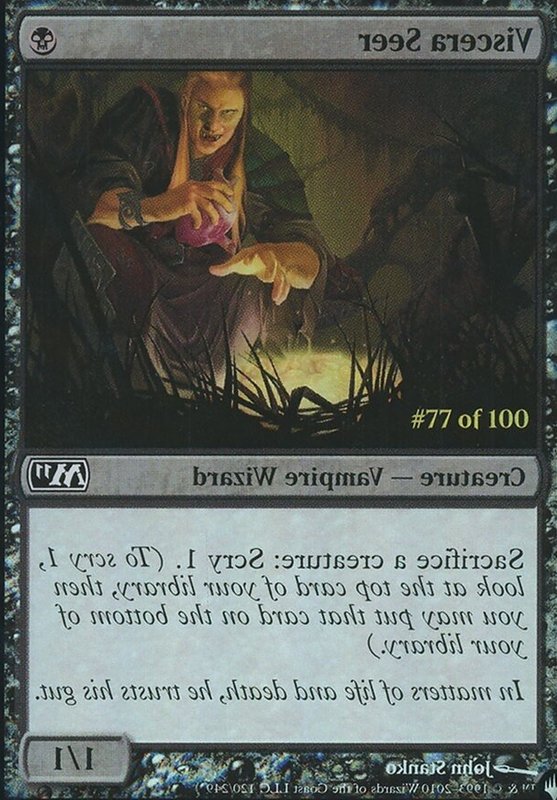 Viscera Seer
#77 of 100
Creature — Vampire Wizard
M11
Sacrifice a creature: Scry 1. (To scry 1,
look at the top card of your library, then
you may put that card on the bottom of
your library.)
In matters of life and death, he trusts his gut.
1/1
John Stanko
™ & © 1993–2010 Wizards of the Coast LLC 120/249